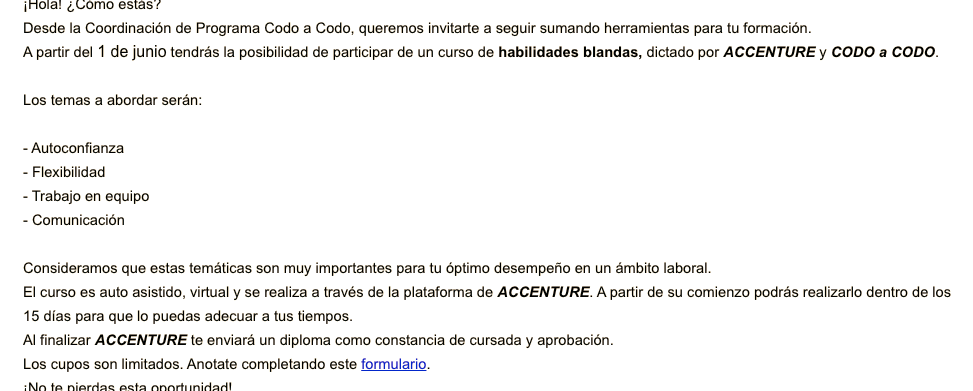 ¡Hola! ¿Cómo estás?
Desde la Coordinación de Programa Codo a Codo, queremos invitarte a seguir sumando herramientas para tu formación.
A partir del 1 de junio tendrás la posibilidad de participar de un curso de habilidades blandas, dictado por ACCENTURE y CODO a CODO.
Los temas a abordar serán:
- Autoconfianza
- Flexibilidad
- Trabajo en equipo
- Comunicación
Consideramos que estas temáticas son muy importantes para tu óptimo desempeño en un ámbito laboral.
El curso es auto asistido, virtual y se realiza a través de la plataforma de ACCENTURE. A partir de su comienzo podrás realizarlo dentro de los
15 días para que lo puedas adecuar a tus tiempos.
Al finalizar ACCENTURE te enviará un diploma como constancia de cursada y aprobación.
Los cupos son limitados. Anotate completando este formulario.
¡No te pierdas esta oportunidad!